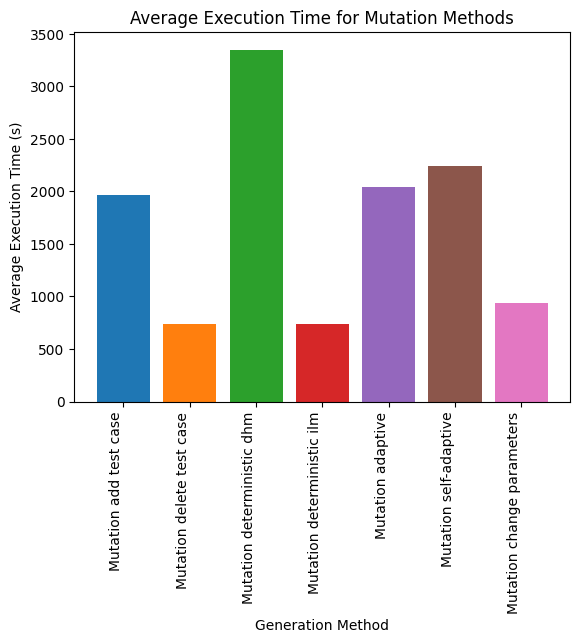 Average Execution Time for Mutation Methods
Average Execution Time (s)
3500
3000
2500
2000
1500
1000
500
0
Mutation add test case
Mutation delete test case
Mutation deterministic dhm
Mutation deterministic ilm
Mutation adaptive
Mutation self-adaptive
Mutation change parameters
Generation Method